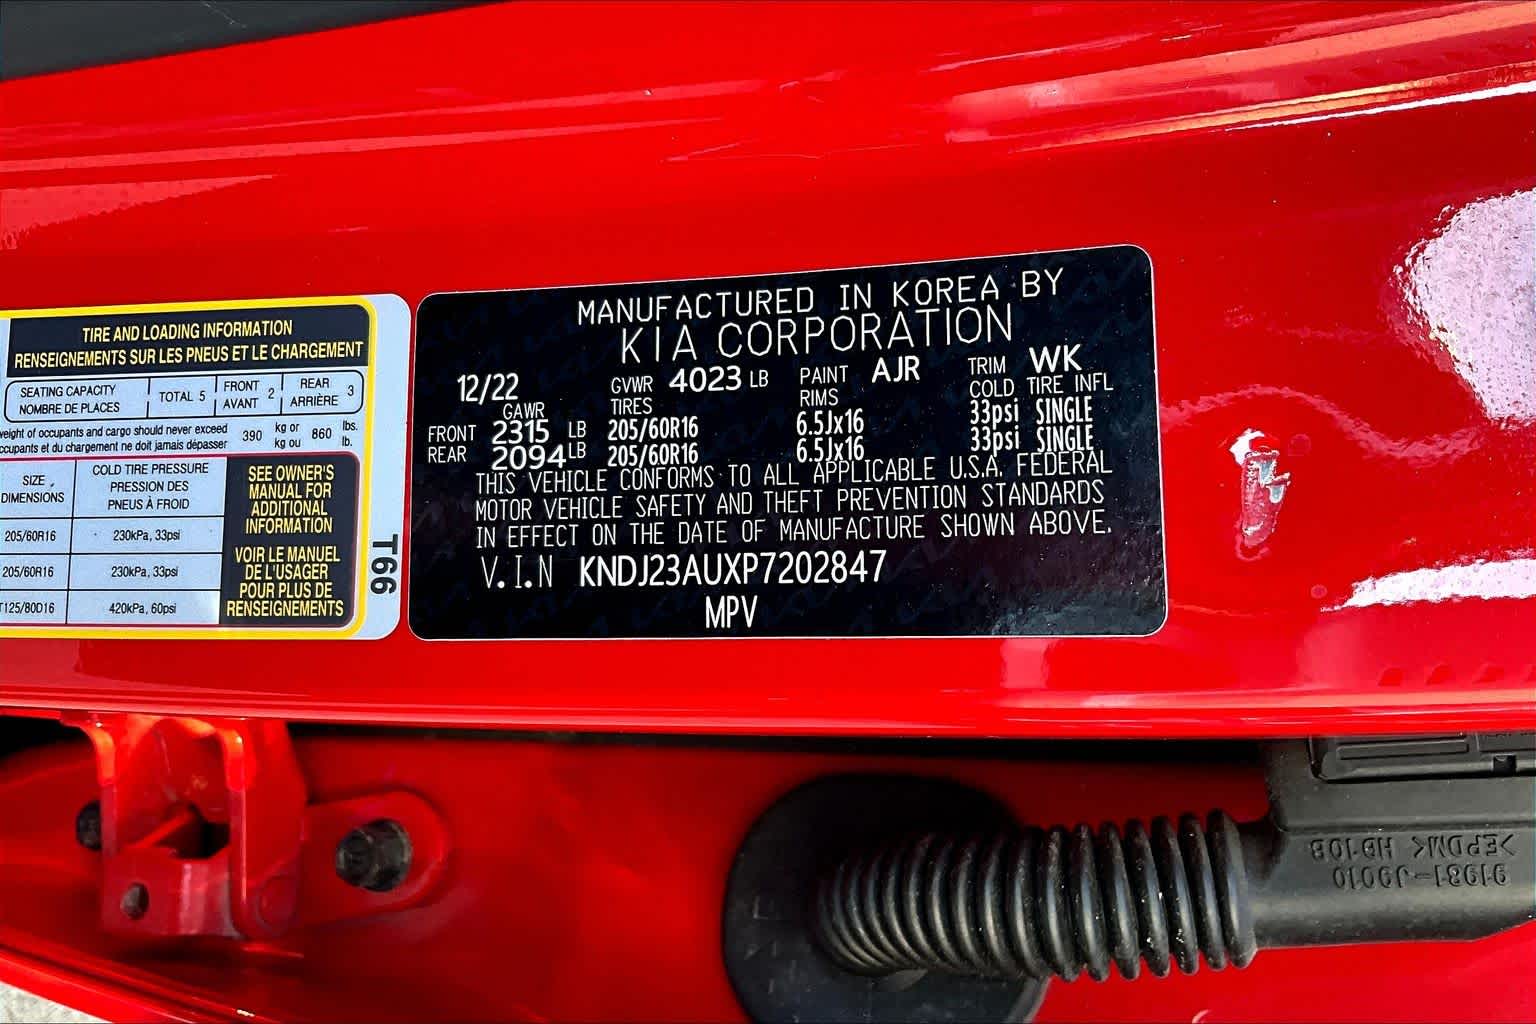 TIRE AND LOADING INFORMATION
RENSEIGNEMENTS SUR LES PNEUS ET LE CHARGEMENT
SEATING CAPACITY
NOMBRE DE PLACES
TOTAL 5
FRONT
AVANT
2
REAR
ARRIÈRE
3
of occupants and cargo should never exceed
et du chargement ne doit jamais dépasser
390
kg or
kg ou
860
lbs.
lb.
SIZE
DIMENSIONS
COLD TIRE PRESSURE
PRESSION DES
PNEUS À FROID
205/60R16 230kPa, 33psi
205/60R16 230kPa, 33psi
T125/80D16 420kPa, 60psi
SEE OWNER'S
MANUAL FOR
ADDITIONAL
INFORMATION
VOIR LE MANUEL
DE L'USAGER
POUR PLUS DE
RENSEIGNEMENTS
T66
MANUFACTURED IN KOREA BY
KIA CORPORATION
12/22 GVWR 4023 LB PAINT AJR TRIM WK
GAWR TIRES RIMS COLD TIRE INFL
FRONT 2315 LB 205/60R16 6.5Jx16 33psi SINGLE
REAR 2094LB 205/60R16 6.5Jx16 33psi SINGLE
THIS VEHICLE CONFORMS TO ALL APPLICABLE U.S.A. FEDERAL
MOTOR VEHICLE SAFETY AND THEFT PREVENTION STANDARDS
IN EFFECT ON THE DATE OF MANUFACTURE SHOWN ABOVE.
V.I.N KNDJ23AUXP7202847
MPV
91981-J9010
>EPDM< HG10B